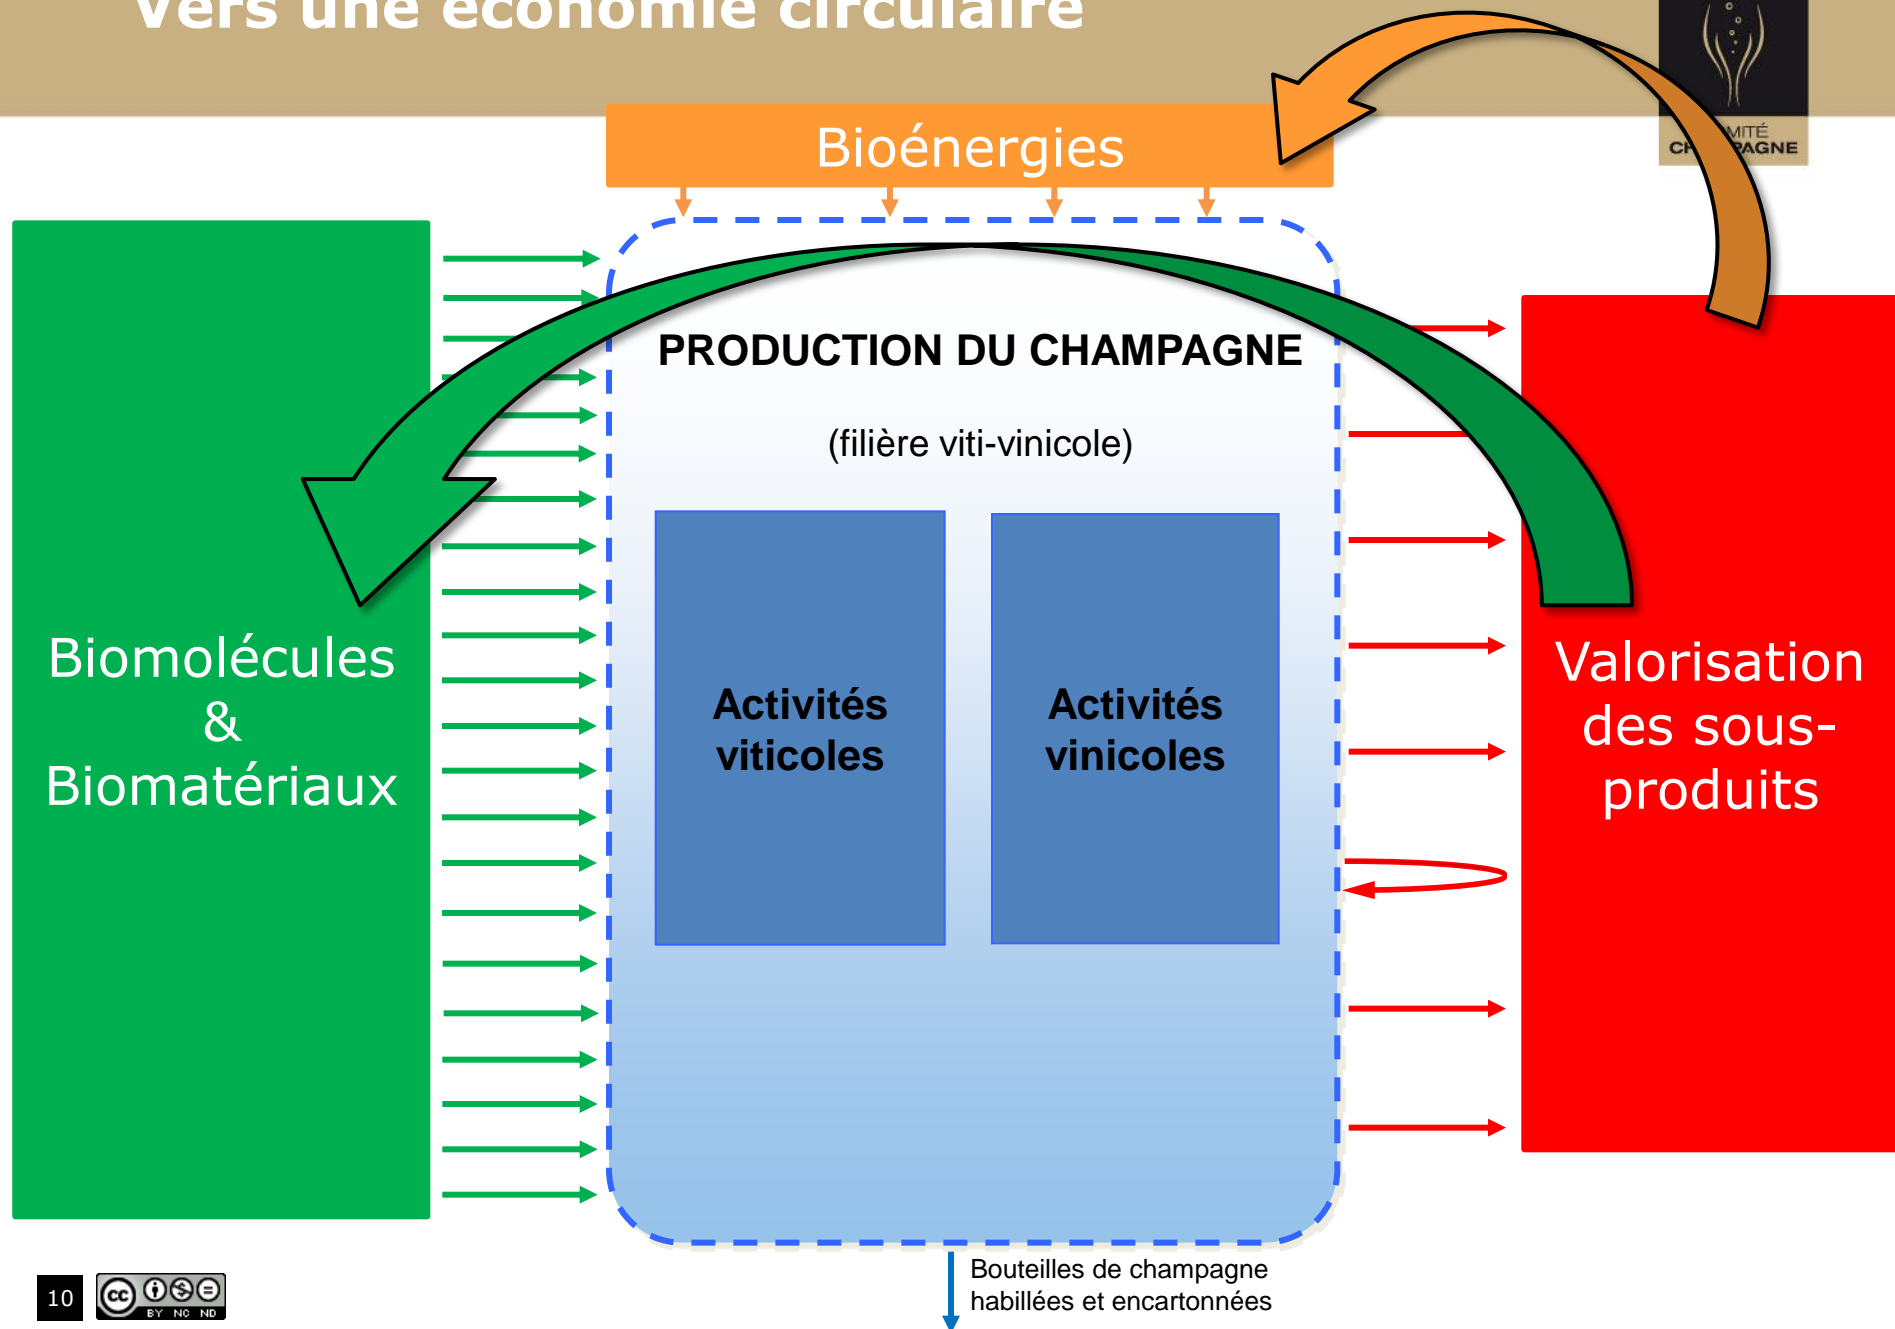 Vers une économie circulaire
Bioénergies
PRODUCTION DU CHAMPAGNE
(filière viti-vinicole)
Biomolécules
&
Biomatériaux
Activités
viticoles
Activités
vinicoles
Valorisation
des sous-
produits
Bouteilles de champagne
habillées et encartonnées
10
cc
BY NC ND